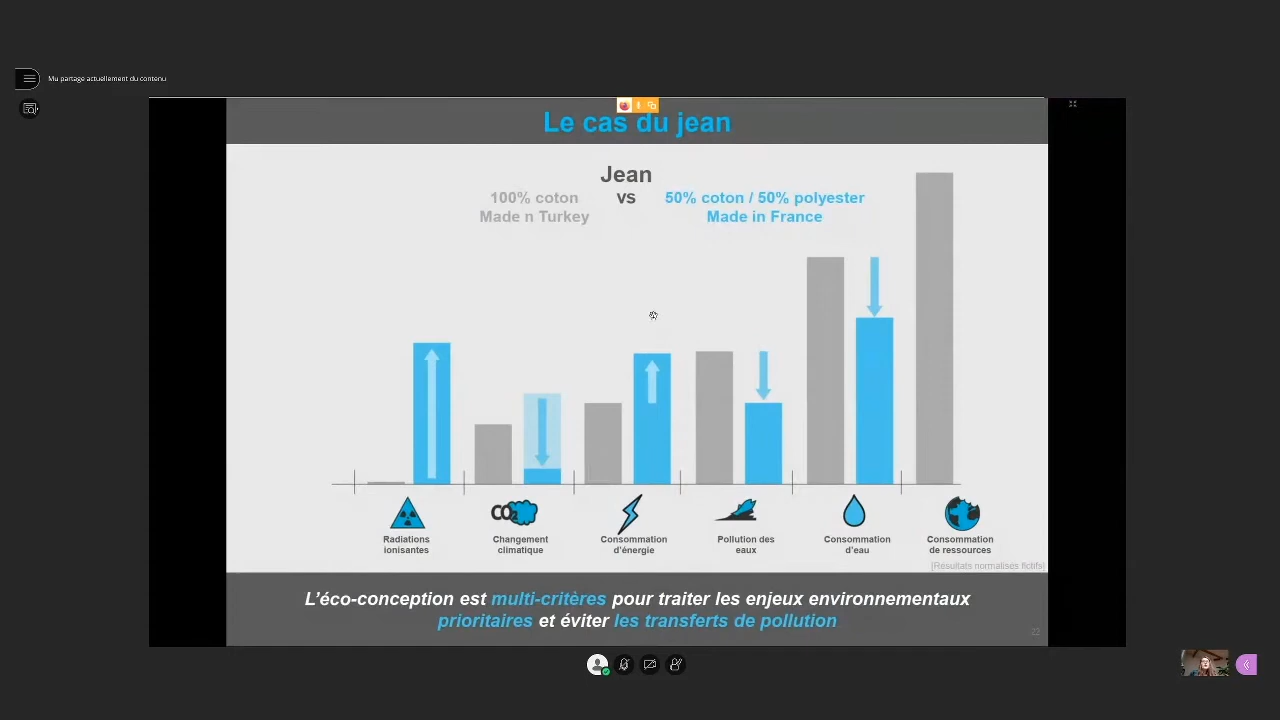 Mu partage actuellement du contenu
Le cas du jean
Jean
100% coton
Made n Turkey
vs
50% coton / 50% polyester
Made in France
CO2
Radiations
ionisantes
Changement
climatique
Consommation
d'énergie
Pollution des
eaux
Consommation
d'eau
Consommation
de ressources
[Résultats normalisés fictifs]
L'éco-conception est multi-critères pour traiter les enjeux environnementaux
prioritaires et éviter les transferts de pollution
22